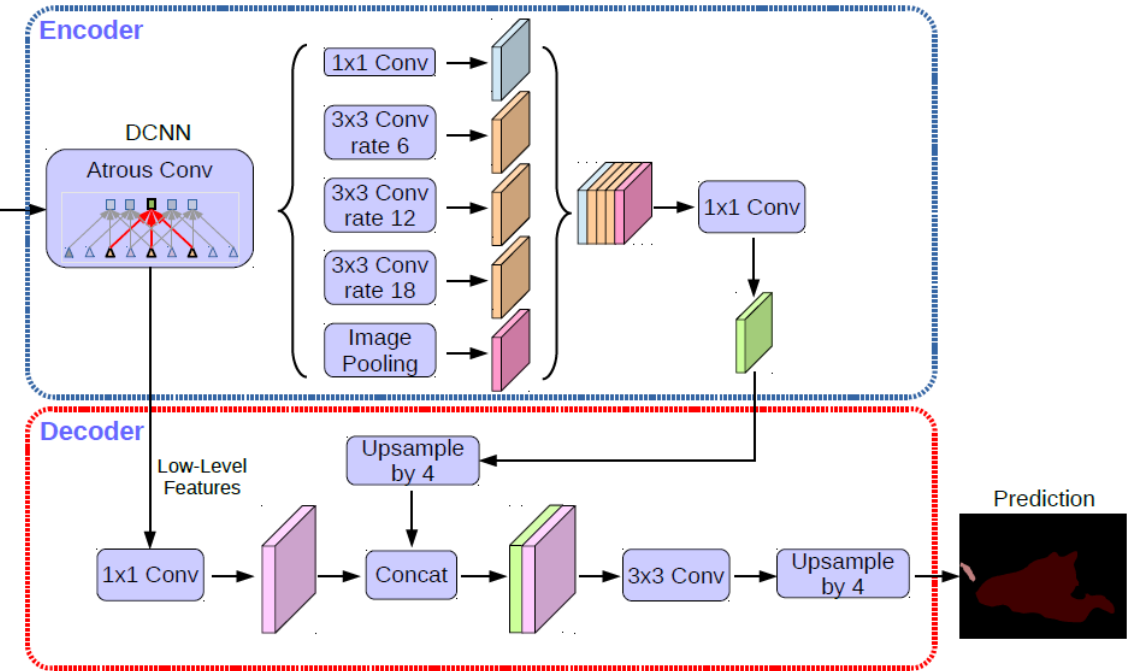 Encoder
DCNN
Atrous Conv
1x1 Conv
3x3 Conv
rate 6
3x3 Conv
rate 12
3x3 Conv
rate 18
Image
Pooling
1x1 Conv
Decoder
Low-Level
Features
Upsample
by 4
1x1 Conv
Concat
3x3 Conv
Upsample
by 4
Prediction